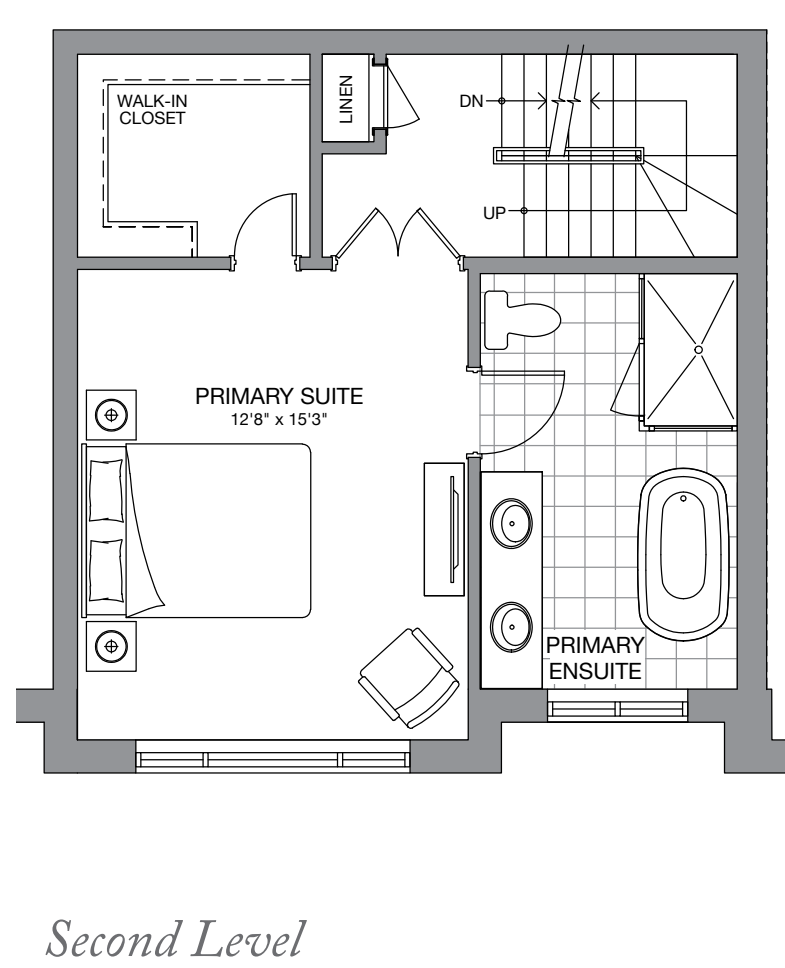 WALK-IN
CLOSET
LINEN
DN
UP
PRIMARY SUITE
12'8" x 15'3"
PRIMARY
ENSUITE
Second Level